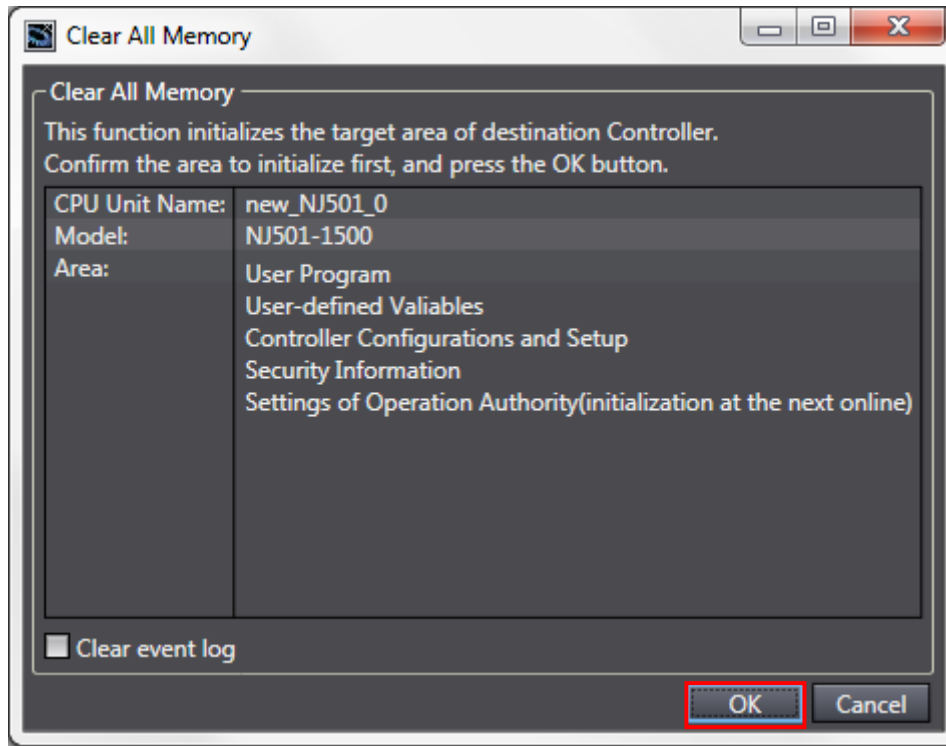 Clear All Memory
Clear All Memory
This function initializes the target area of destination Controller.
Confirm the area to initialize first, and press the OK button.
CPU Unit Name: new_NJ501_0
Model: NJ501-1500
Area: User Program
User-defined Valiables
Controller Configurations and Setup
Security Information
Settings of Operation Authority(initialization at the next online)
Clear event log
OK Cancel